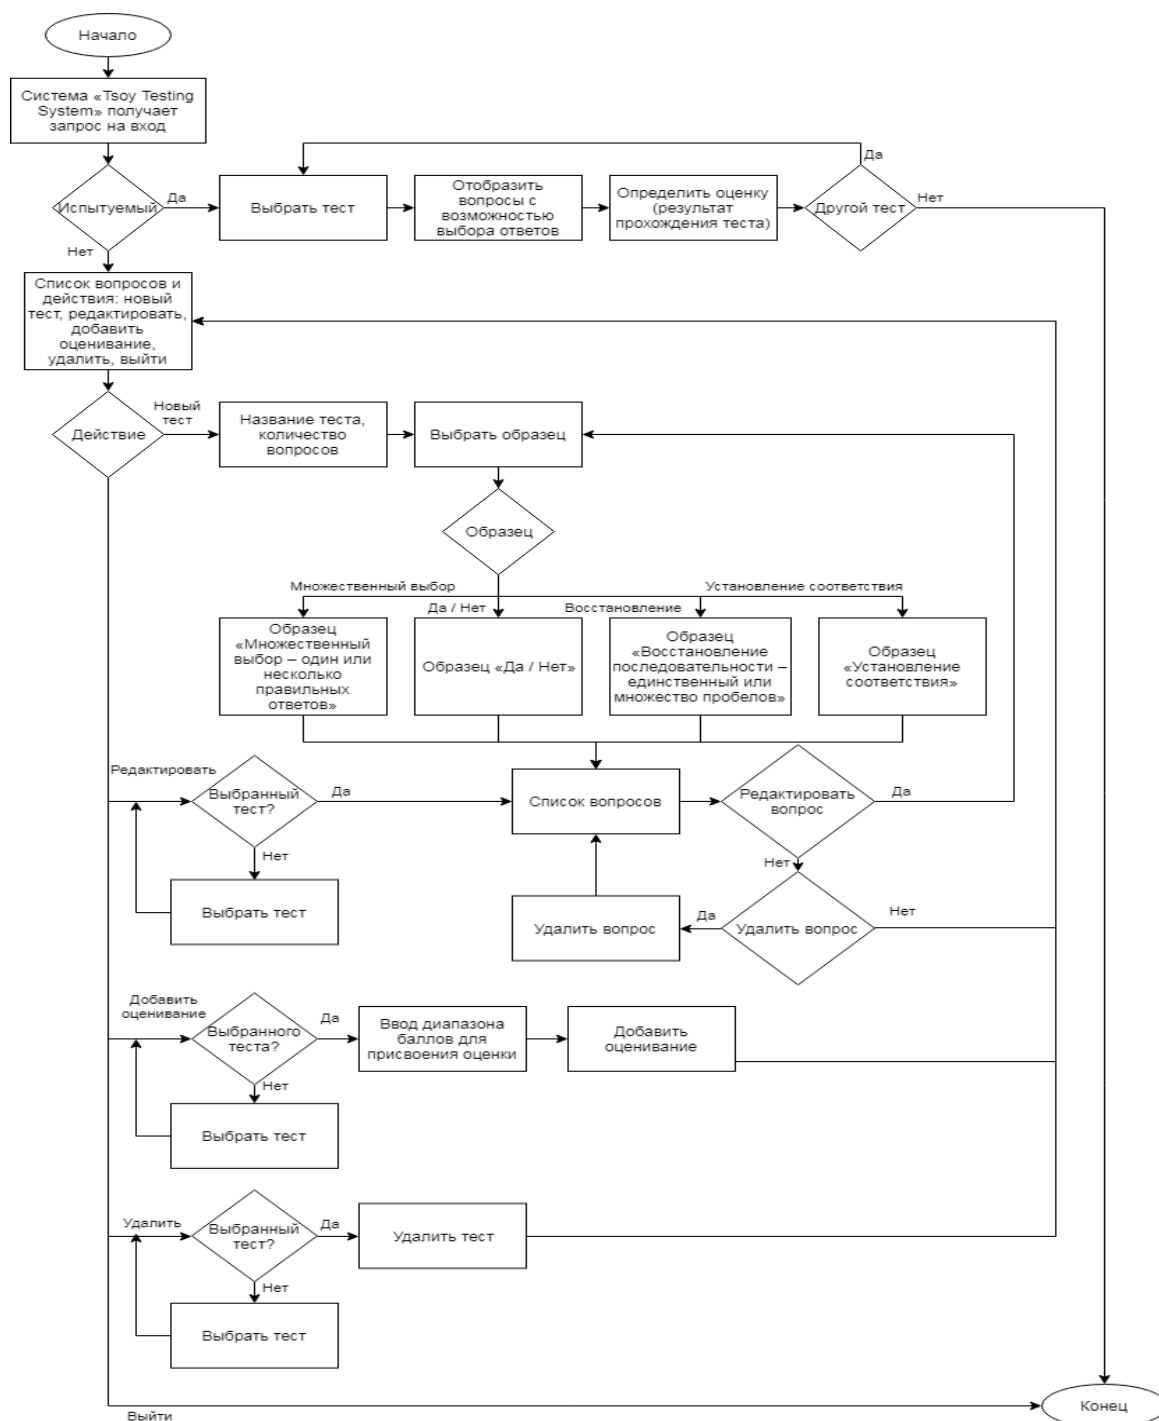 Начало
Система «Tsoy Testing
System» получает
запрос на вход
Да
Испытуемый
Да
Выбрать тест
Отобразить
вопросы с
возможностью
выбора ответов
Определить оценку
(результат
прохождения теста)
Другой тест
Нет
Нет
Список вопросов и
действия: новый
тест, редактировать,
добавить
оценивание,
удалить, выйти
Действие
Новый
тест
Название теста,
количество
вопросов
Выбрать образец
Образец
Множественный выбор
Установление соответствия
Да / Нет
Восстановление
Образец
«Множественный
выбор – один или
несколько
правильных
ответов»
Образец «Да / Нет»
Образец
«Восстановление
последовательности –
единственный или
множество пробелов»
Образец
«Установление
соответствия»
Редактировать
Выбранный
тест?
Да
Список вопросов
Редактировать
вопрос
Да
Нет
Нет
Выбрать тест
Удалить вопрос
Да
Удалить вопрос
Нет
Добавить
оценивание
Выбранного
теста?
Да
Ввод диапазона
баллов для
присвоения оценки
Добавить
оценивание
Нет
Выбрать тест
Удалить
Выбранный
тест?
Да
Удалить тест
Нет
Выбрать тест
Выйти
Конец